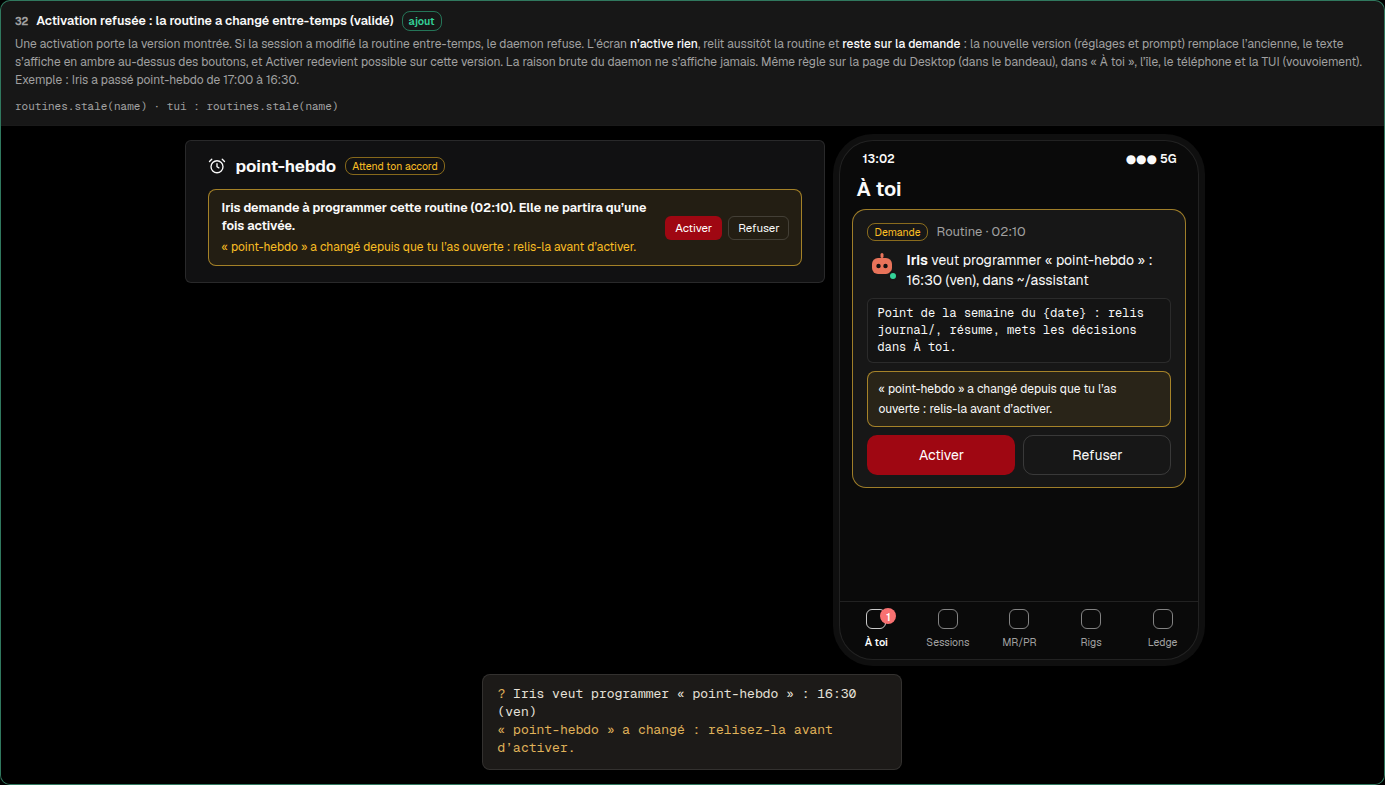 32 Activation refusée : la routine a changé entre-temps (validé) ajout
Une activation porte la version montrée. Si la session a modifié la routine entre-temps, le daemon refuse. L'écran n'active rien, relit aussitôt la routine et reste sur la demande : la nouvelle version (réglages et prompt) remplace l'ancienne, le texte
s'affiche en ambre au-dessus des boutons, et Activer redevient possible sur cette version. La raison brute du daemon ne s'affiche jamais. Même règle sur la page du Desktop (dans le bandeau), dans « À toi », l'île, le téléphone et la TUI (vouvoiement).
Exemple : Iris a passé point-hebdo de 17:00 à 16:30.
routines.stale(name) · tui : routines.stale(name)
point-hebdo Attend ton accord
Iris demande à programmer cette routine (02:10). Elle ne partira qu'une
fois activée.
« point-hebdo » a changé depuis que tu l'as ouverte : relis-la avant d'activer.
Activer Refuser
13:02 5G
À toi
Demande Routine · 02:10
Iris veut programmer « point-hebdo » :
16:30 (ven), dans ~/assistant
Point de la semaine du {date} : relis
journal/, résume, mets les décisions
dans À toi.
« point-hebdo » a changé depuis que tu l'as
ouverte : relis-la avant d'activer.
Activer Refuser
1
À toi Sessions MR/PR Rigs Ledge
? Iris veut programmer « point-hebdo » : 16:30
(ven)
« point-hebdo » a changé : relisez-la avant
d'activer.